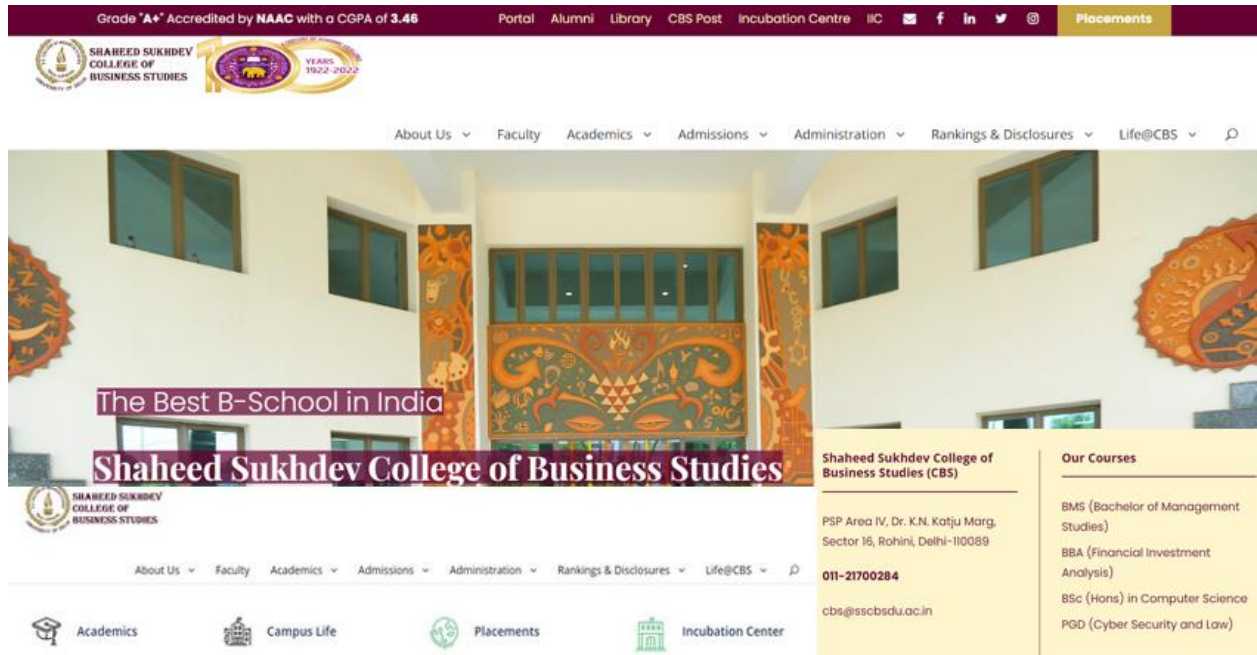 Grade "A+" Accredited by NAAC with a CGPA of 3.46 Portal Alumni Library CBS Post Incubation Centre IIC Placements
SHAHEED SUKHDEV
COLLEGE OF
BUSINESS STUDIES
YEARS
1922-2022
About Us Faculty Academics Admissions Administration Rankings & Disclosures Life@CBS
The Best B-School in India
Shaheed Sukhdev College of Business Studies
SHAHEED SUKHDEV
COLLEGE OF
BUSINESS STUDIES
About Us Faculty Academics Admissions Administration Rankings & Disclosures Life@CBS
Academics Campus Life Placements Incubation Center
Shaheed Sukhdev College of
Business Studies (CBS)
PSP Area IV, Dr. K.N. Katju Marg,
Sector 16, Rohini, Delhi-110089
011-21700284
cbs@sscbsdu.ac.in
Our Courses
BMS (Bachelor of Management
Studies)
BBA (Financial Investment
Analysis)
BSc (Hons) in Computer Science
PGD (Cyber Security and Law)